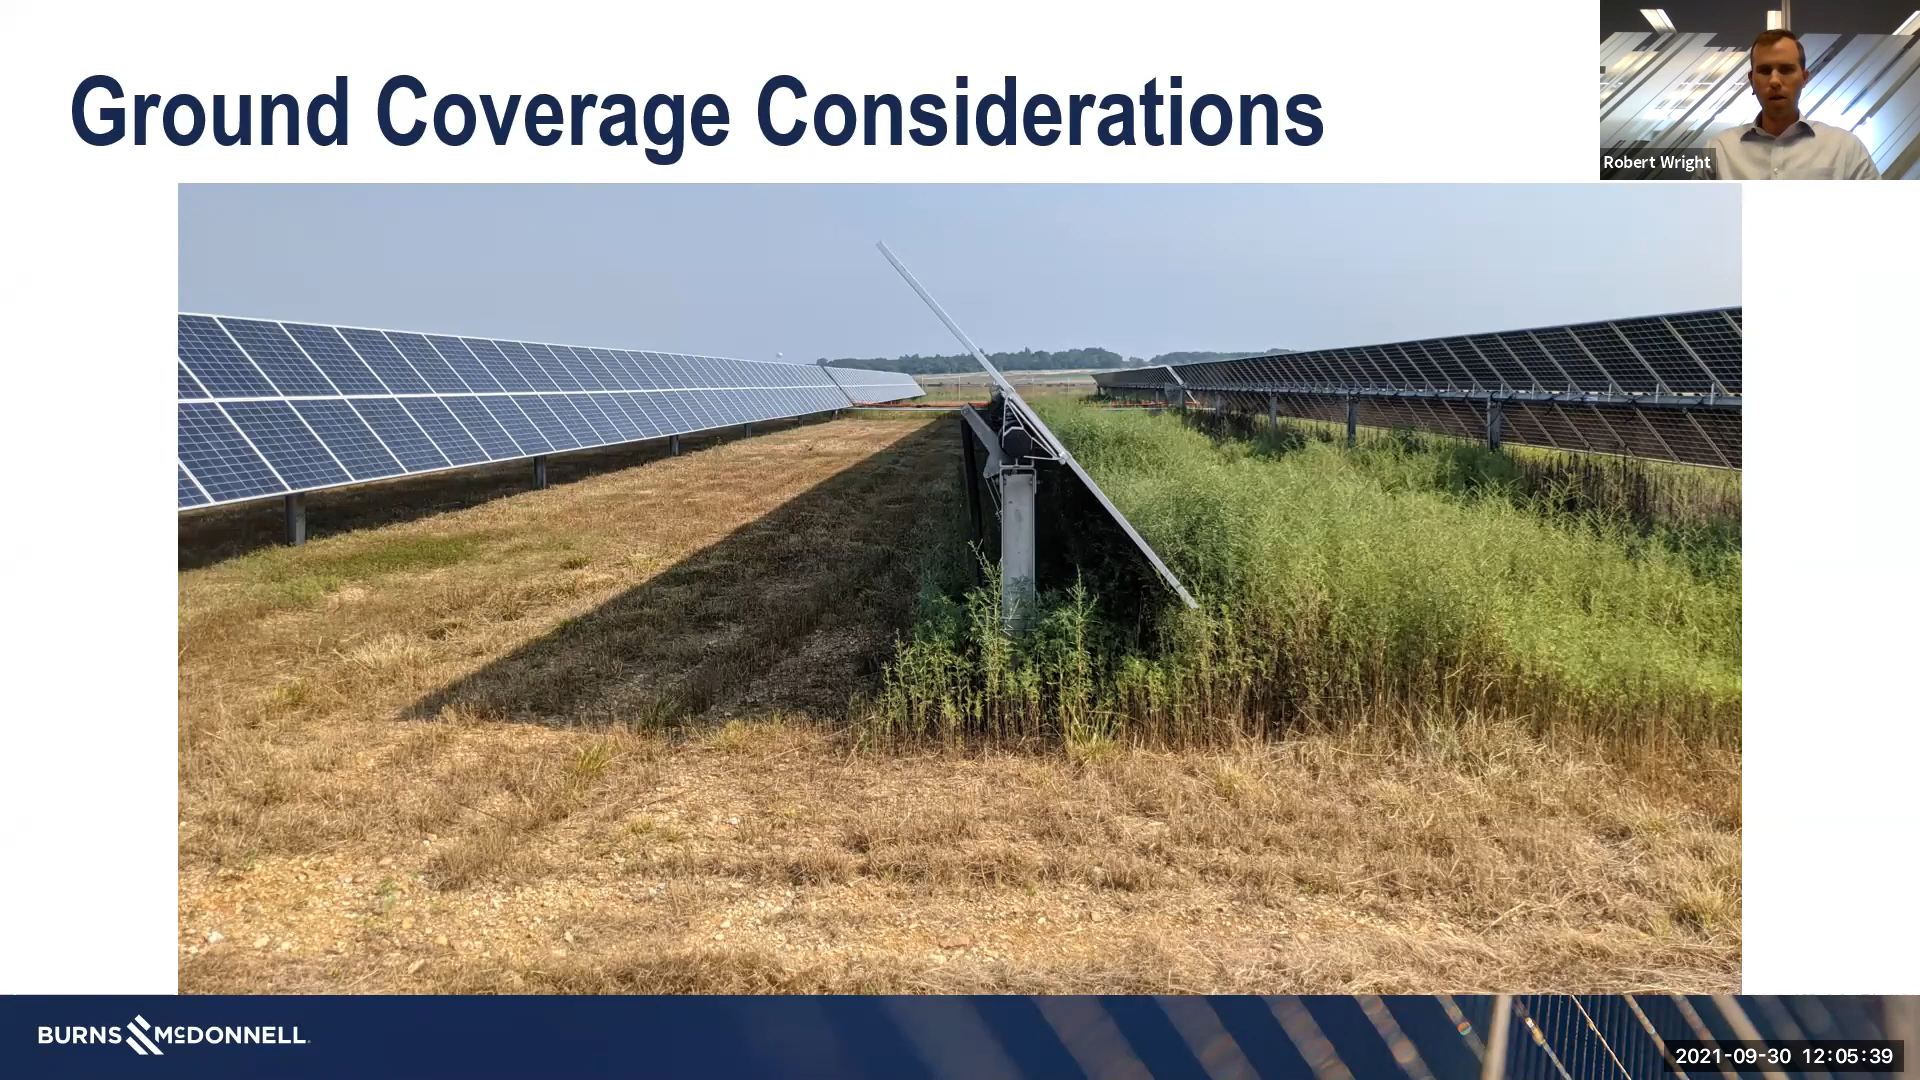 Ground Coverage Considerations
Robert Wright
BURNS McDONNELL
2021-09-30 12:05:39